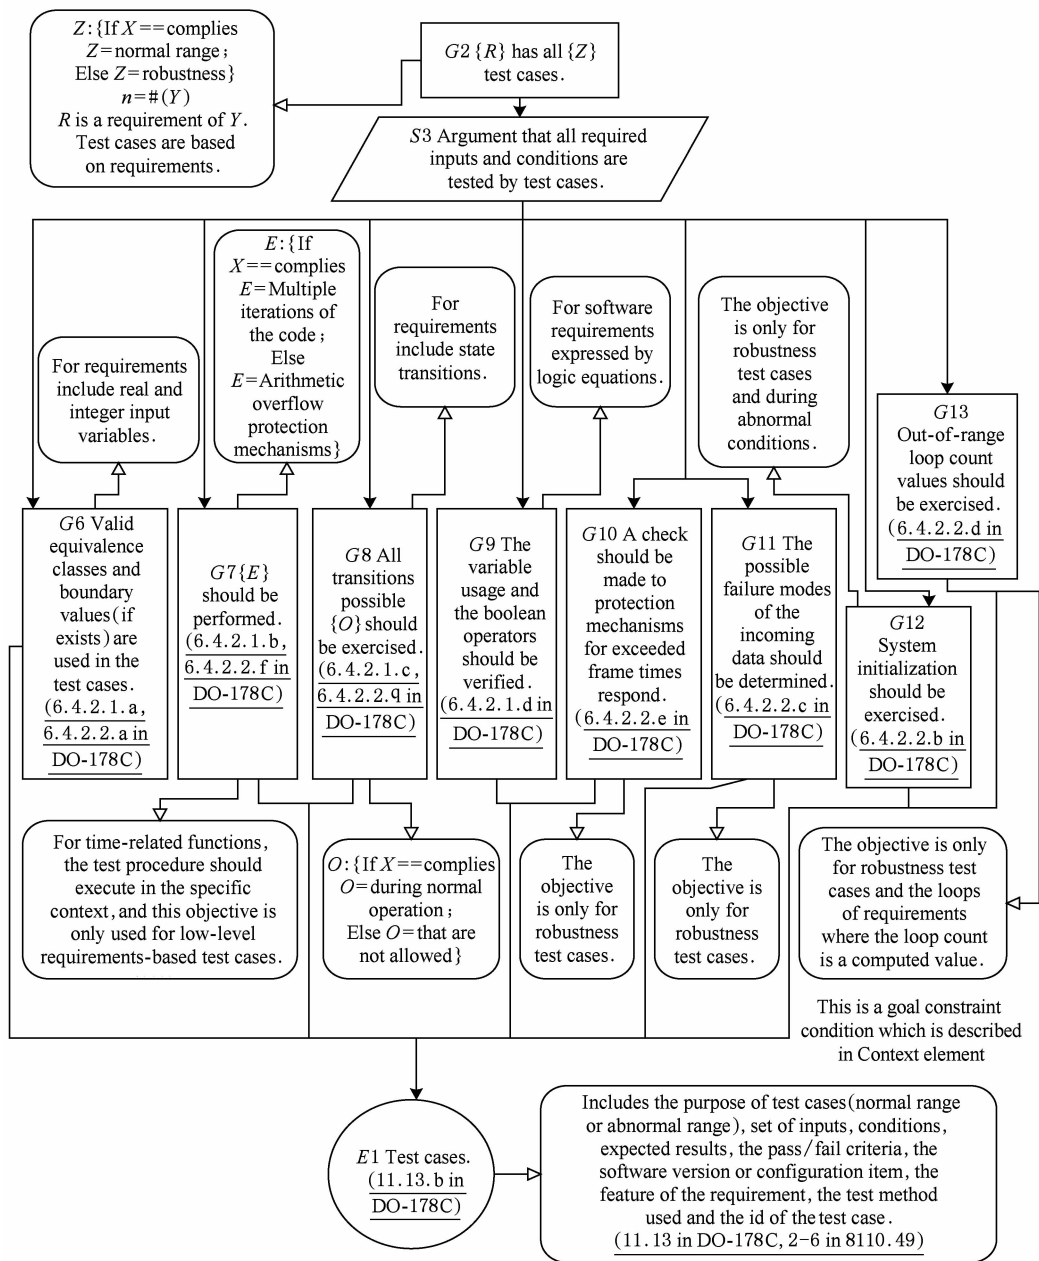 Z:{If X==complies
Z=normal range;
Else Z=robustness}
n=#(Y)
R is a requirement of Y.
Test cases are based
on requirements.
G2{R} has all{Z}
test cases.
S3 Argument that all required
inputs and conditions are
tested by test cases.
For requirements
include real and
integer input
variables.
E:{If
X==complies
E=Multiple
iterations of
the code;
Else
E=Arithmetic
overflow
protection
mechanisms}
For
requirements
include state
transitions.
For software
requirements
expressed by
logic equations.
The objective
is only for
robustness
test cases
and during
abnormal
conditions.
G13
Out-of-range
loop count
values should
be exercised.
(6.4.2.2.d in
DO-178C)
G6 Valid
equivalence
classes and
boundary
values(if
exists)are
used in the
test cases.
(6.4.2.1.a,
6.4.2.2.a in
DO-178C)
G7{E}
should be
performed.
(6.4.2.1.b,
6.4.2.2.f in
DO-178C)
G8 All
transitions
possible
{O}should
be exercised.
(6.4.2.1.c,
6.4.2.2.q in
DO-178C)
G9 The
variable
usage and
the boolean
operators
should be
verified.
(6.4.2.1.d in
DO-178C)
G10 A check
should be
made to
protection
mechanisms
for exceeded
frame times
respond.
(6.4.2.2.e in
DO-178C)
G11 The
possible
failure modes
of the
incoming
data should
be determined.
(6.4.2.2.c in
DO-178C)
G12
System
initialization
should be
exercised.
(6.4.2.2.b in
DO-178C)
For time-related functions,
the test procedure should
execute in the specific
context,and this objective is
only used for low-level
requirements-based test cases.
O:{If X==complies
O=during normal
operation;
Else O=that are
not allowed}
The
objective
is only for
robustness
test cases.
The
objective is
only for
robustness
test cases.
The objective is only
for robustness test
cases and the loops
of requirements
where the loop count
is a computed value.
This is a goal constraint
condition which is described
in Context element
E1 Test cases.
(11.13.b in
DO-178C)
Includes the purpose of test cases(normal range
or abnormal range), set of inputs, conditions,
expected results, the pass/fail criteria, the
software version or configuration item, the
feature of the requirement, the test method
used and the id of the test case.
(11.13 in DO-178C, 2-6 in 8110.49)